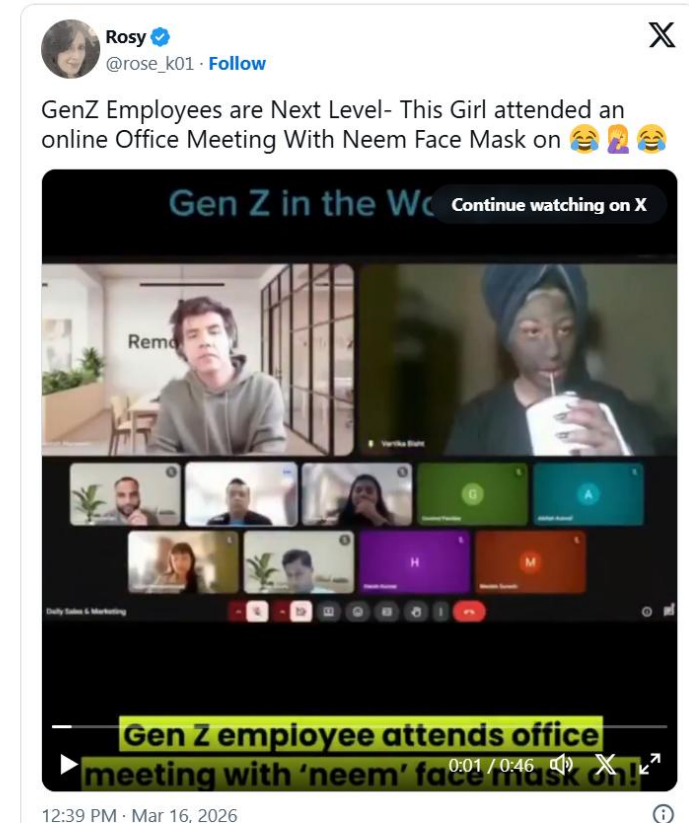 Rosy
@rose_k01 · Follow
GenZ Employees are Next Level- This Girl attended an
online Office Meeting With Neem Face Mask on 😂🤦‍♀️😂
Gen Z in the Wo
Continue watching on X
Remo
Vartika Bisht
G
A
H
M
Daily Sales & Marketing
Gen Z employee attends office
meeting with ‘neem’ face mask on!
0:01 / 0:46
12:39 PM · Mar 16, 2026